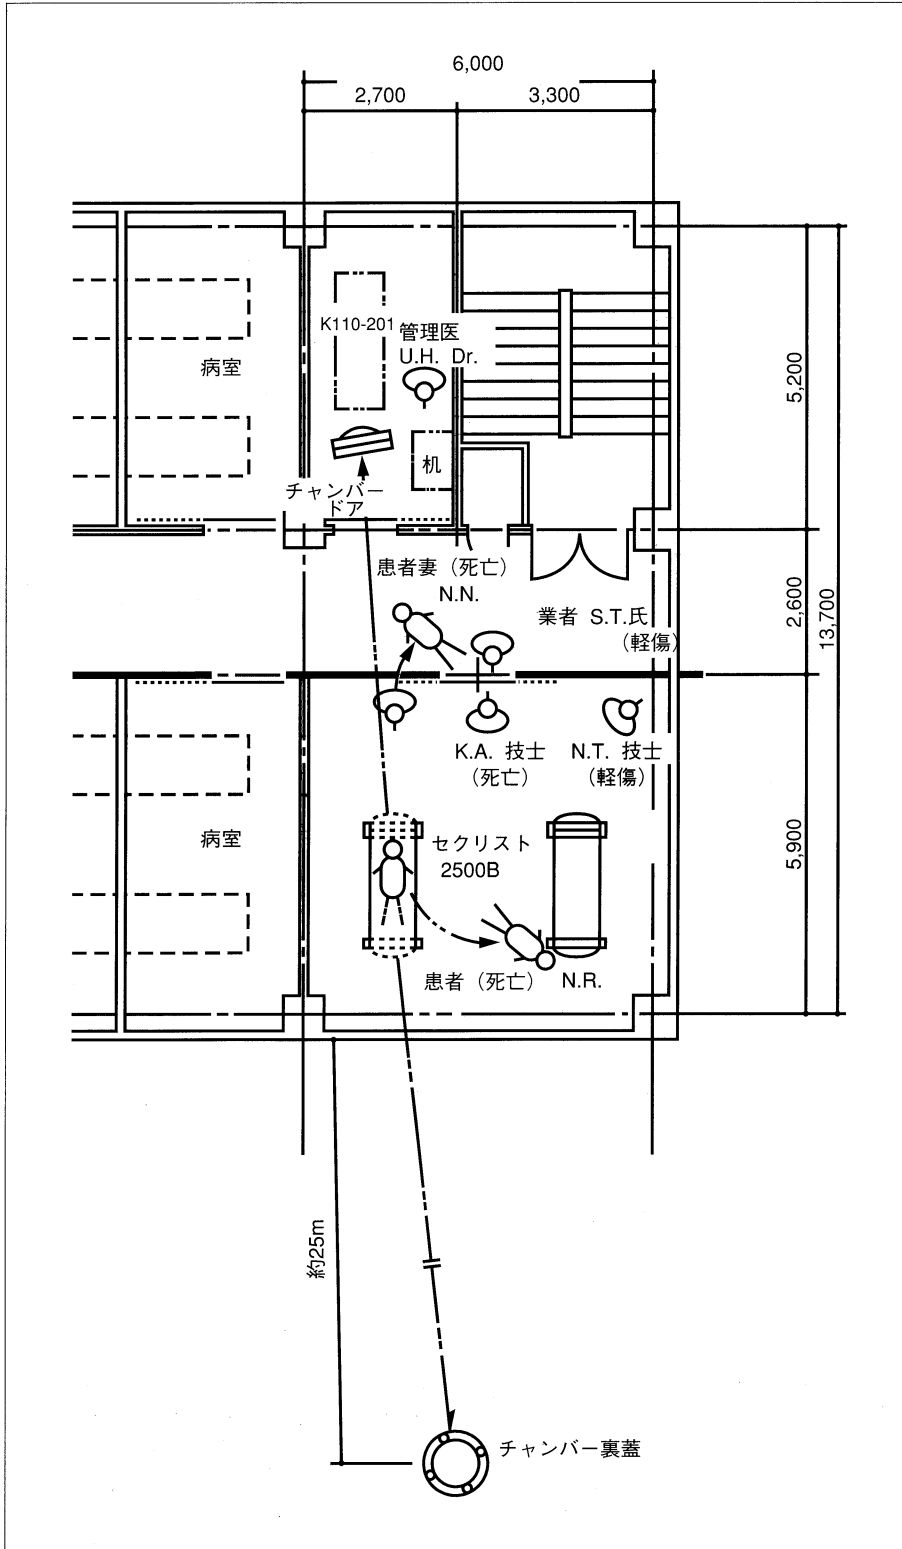 6,000
2,700
3,300
K110-201
管理医
U.H. Dr.
病室
5,200
机
チャンバー
ドア
患者妻（死亡）
N.N.
業者 S.T.氏
（軽傷）
2,600
13,700
K.A. 技士
（死亡）
N.T. 技士
（軽傷）
病室
セクリスト
2500B
5,900
患者（死亡） N.R.
約25m
チャンバー裏蓋